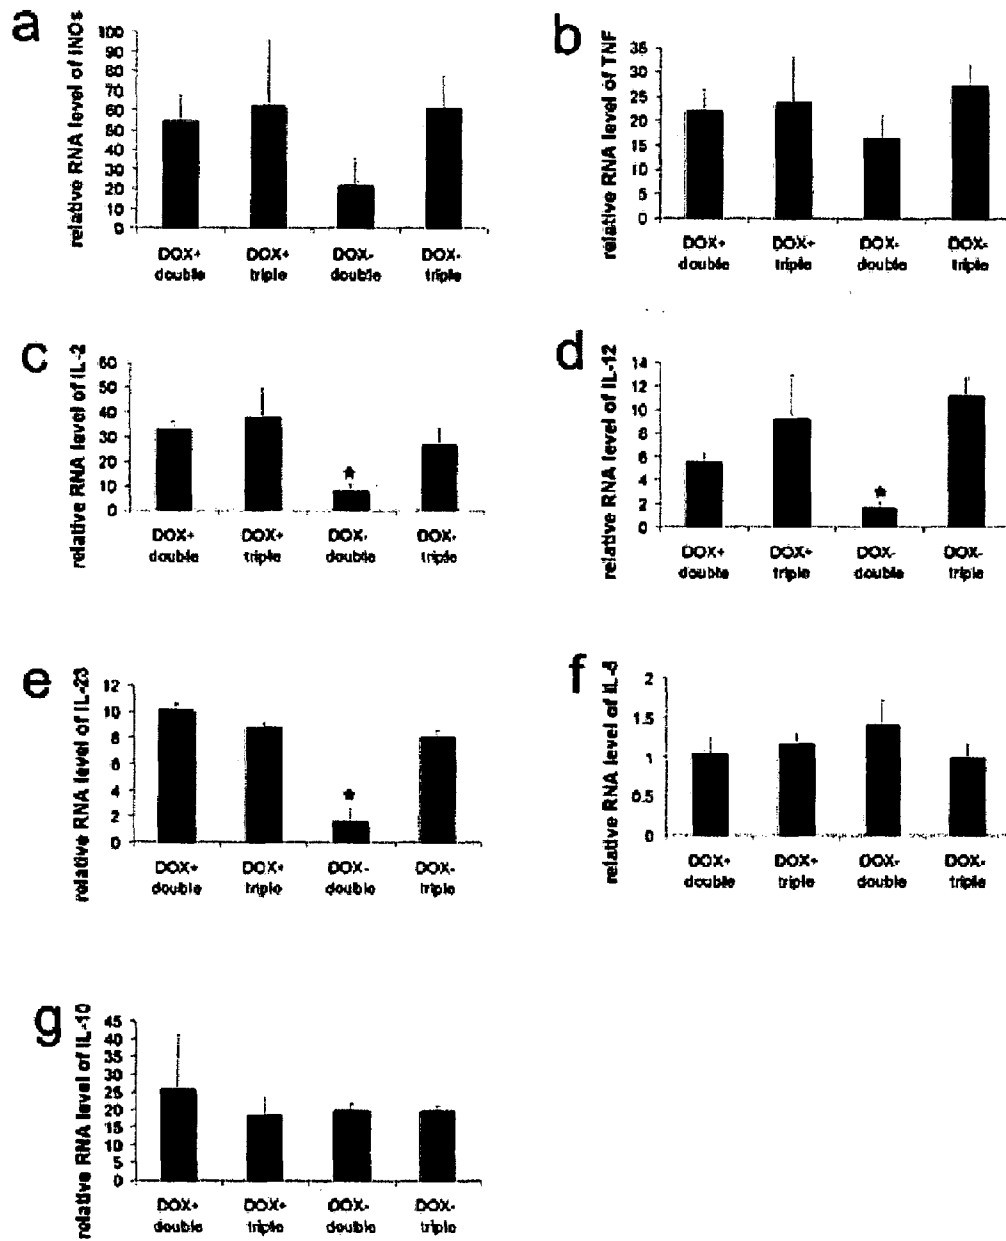 a
relative RNA level of iNOs
100
90
80
70
60
50
40
30
20
10
0
DOX+ DOX+ DOX- DOX-
double triple double triple
b
relative RNA level of TNF
35
30
25
20
15
10
5
0
DOX+ DOX+ DOX- DOX-
double triple double triple
c
relative RNA level of IL-2
60
50
40
30
20
10
0
DOX+ DOX+ DOX- DOX-
double triple double triple
d
relative RNA level of IL-12
14
12
10
8
6
4
2
0
DOX+ DOX+ DOX- DOX-
double triple double triple
e
relative RNA level of IL-23
12
10
8
6
4
2
0
DOX+ DOX+ DOX- DOX-
double triple double triple
f
relative RNA level of
2
1.5
1
0.5
0
DOX+ DOX+ DOX- DOX-
double triple double triple
g
relative RNA level of IL-10
45
40
35
30
25
20
15
10
5
0
DOX+ DOX+ DOX- DOX-
double triple double triple